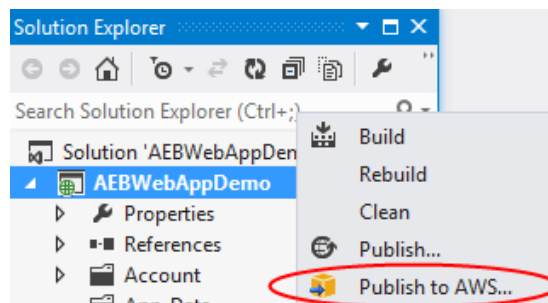 Solution Explorer
Search Solution Explorer (Ctrl+;)
Solution 'AEBWebAppDem
AEBWebAppDemo
Properties
References
Account
App_Data
Build
Rebuild
Clean
Publish...
Publish to AWS...